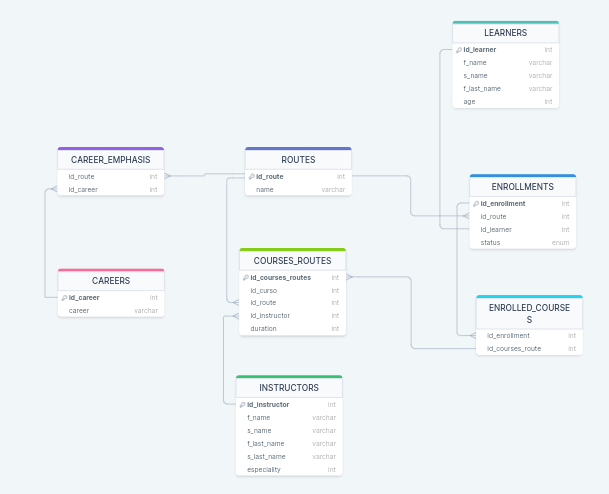 LEARNERS
id_learner int
f_name varchar
s_name varchar
f_last_name varchar
age int
CAREER_EMPHASIS
id_route int
id_career int
ROUTES
id_route int
name varchar
ENROLLMENTS
id_enrollment int
id_route int
id_learner int
status enum
COURSES_ROUTES
id_courses_routes int
id_curso int
id_route int
id_instructor int
duration int
CAREERS
id_career int
career varchar
ENROLLED_COURSE
S
id_enrollment int
id_courses_route int
INSTRUCTORS
id_instructor int
f_name varchar
s_name varchar
f_last_name varchar
s_last_name varchar
especiality int